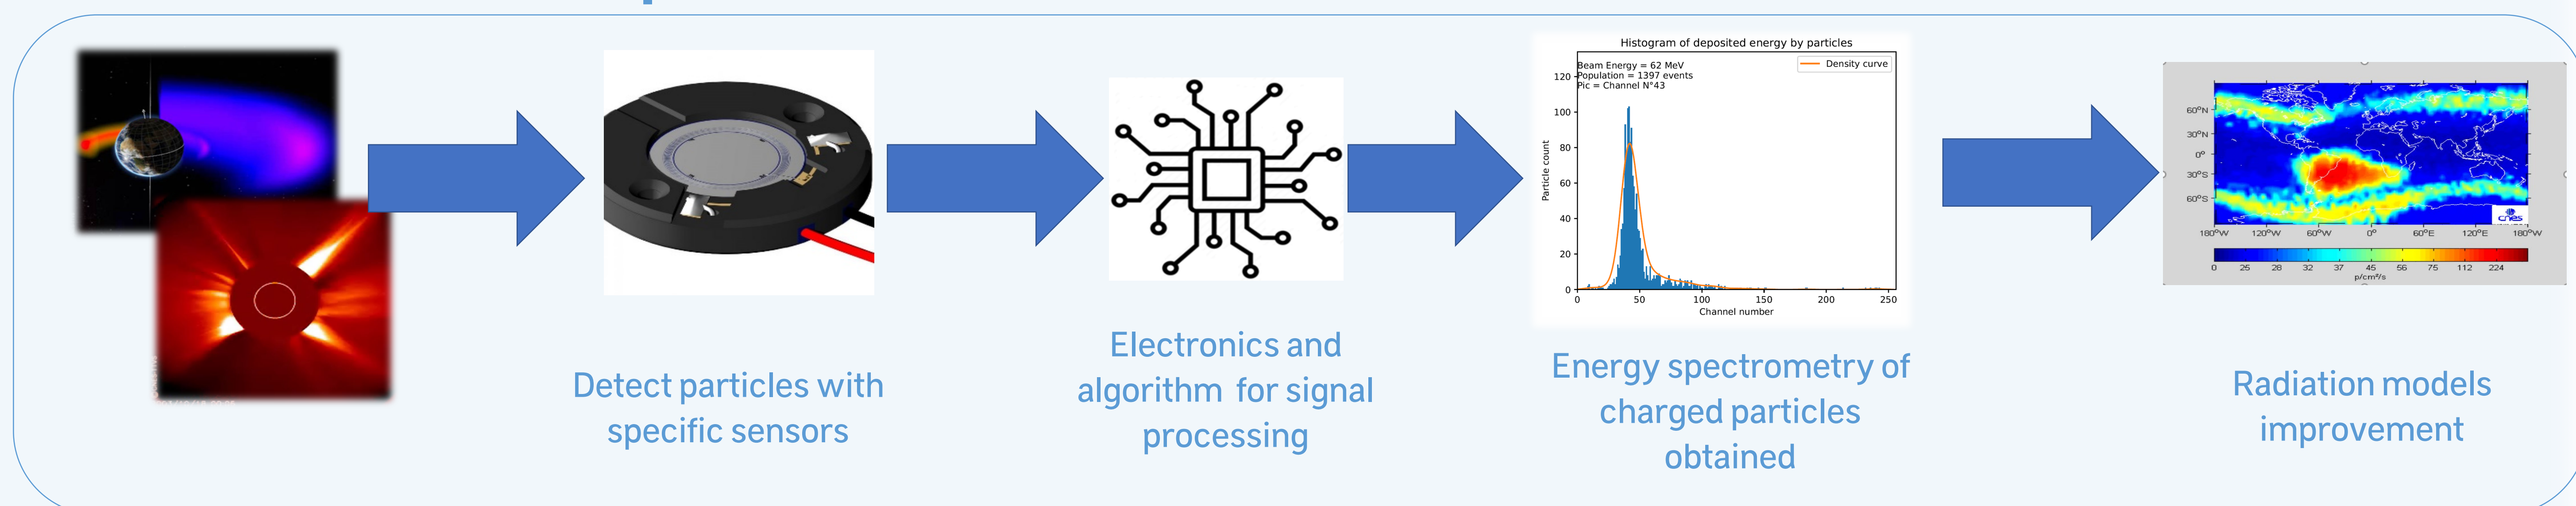 Detect particles with
specific sensors
Electronics and
algorithm for signal
processing
Histogram of deposited energy by particles
Beam Energy = 62 MeV
Population = 1397 events
Pic = Channel N°43
Density curve
Particle count
120
100
80
60
40
20
0
0 50 100 150 200 250
Channel number
Energy spectrometry of
charged particles
obtained
60°N
30°N
0°
30°S
60°S
cnes
180°W 120°W 60°W 0° 60°E 120°E 180°W
0 25 28 32 37 45 56 75 112 224
p/cm²/s
Radiation models
improvement